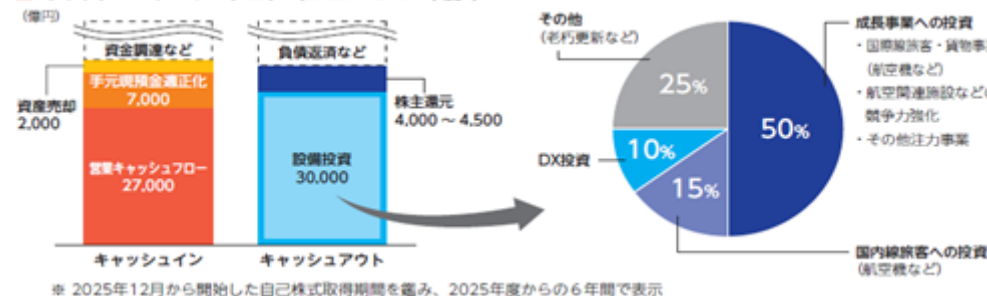 (億円)
資金調達など
手元現預金適正化
7,000
資産売却
2,000
営業キャッシュフロー
27,000
キャッシュイン
負債返済など
株主還元
4,000 ～ 4,500
設備投資
30,000
キャッシュアウト
その他
(老朽更新など)
25%
DX投資
10%
15%
50%
成長事業への投資
・国際線旅客・貨物事
(航空機など)
・航空関連施設などの
競争力強化
・その他注力事業
国内線旅客への投資
(航空機など)
※ 2025年12月から開始した自己株式取得期間を鑑み、2025年度からの6年間で表示